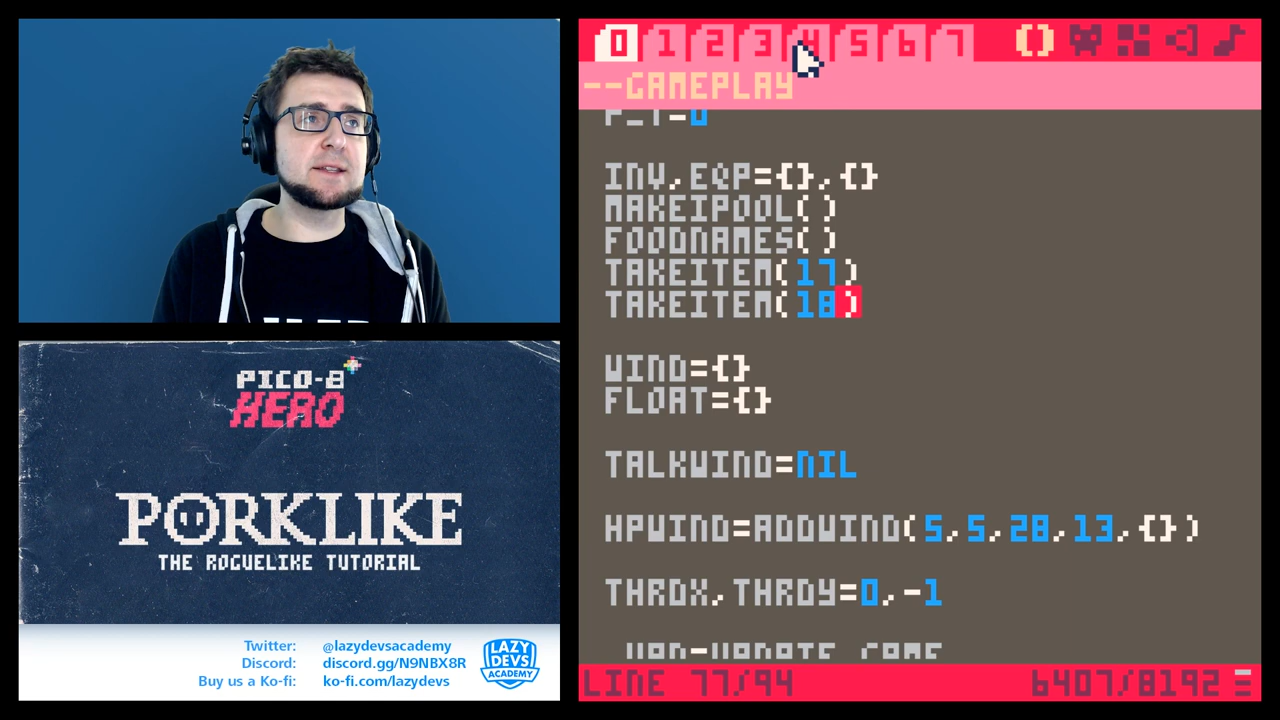 0 1 2 3 4 5 6 7
--GAMEPLAY
P_T=0
INV,EQP={},{}
MAKEIPOOL()
FOODNAMES()
TAKEITEM(17)
TAKEITEM(18)
WIND={}
FLOAT={}
TALKWIND=NIL
HPWIND=ADDWIND(5,5,28,13,{})
THRDX,THRDY=0,-1
LINE 77/94
6407/8192
PICO-8
HERO
PORKLIKE
THE ROGUELIKE TUTORIAL
Twitter: @lazydevsacademy
Discord: discord.gg/N9NBX8R
Buy us a Ko-fi: ko-fi.com/lazydevs
LAZY
DEVS
ACADEMY